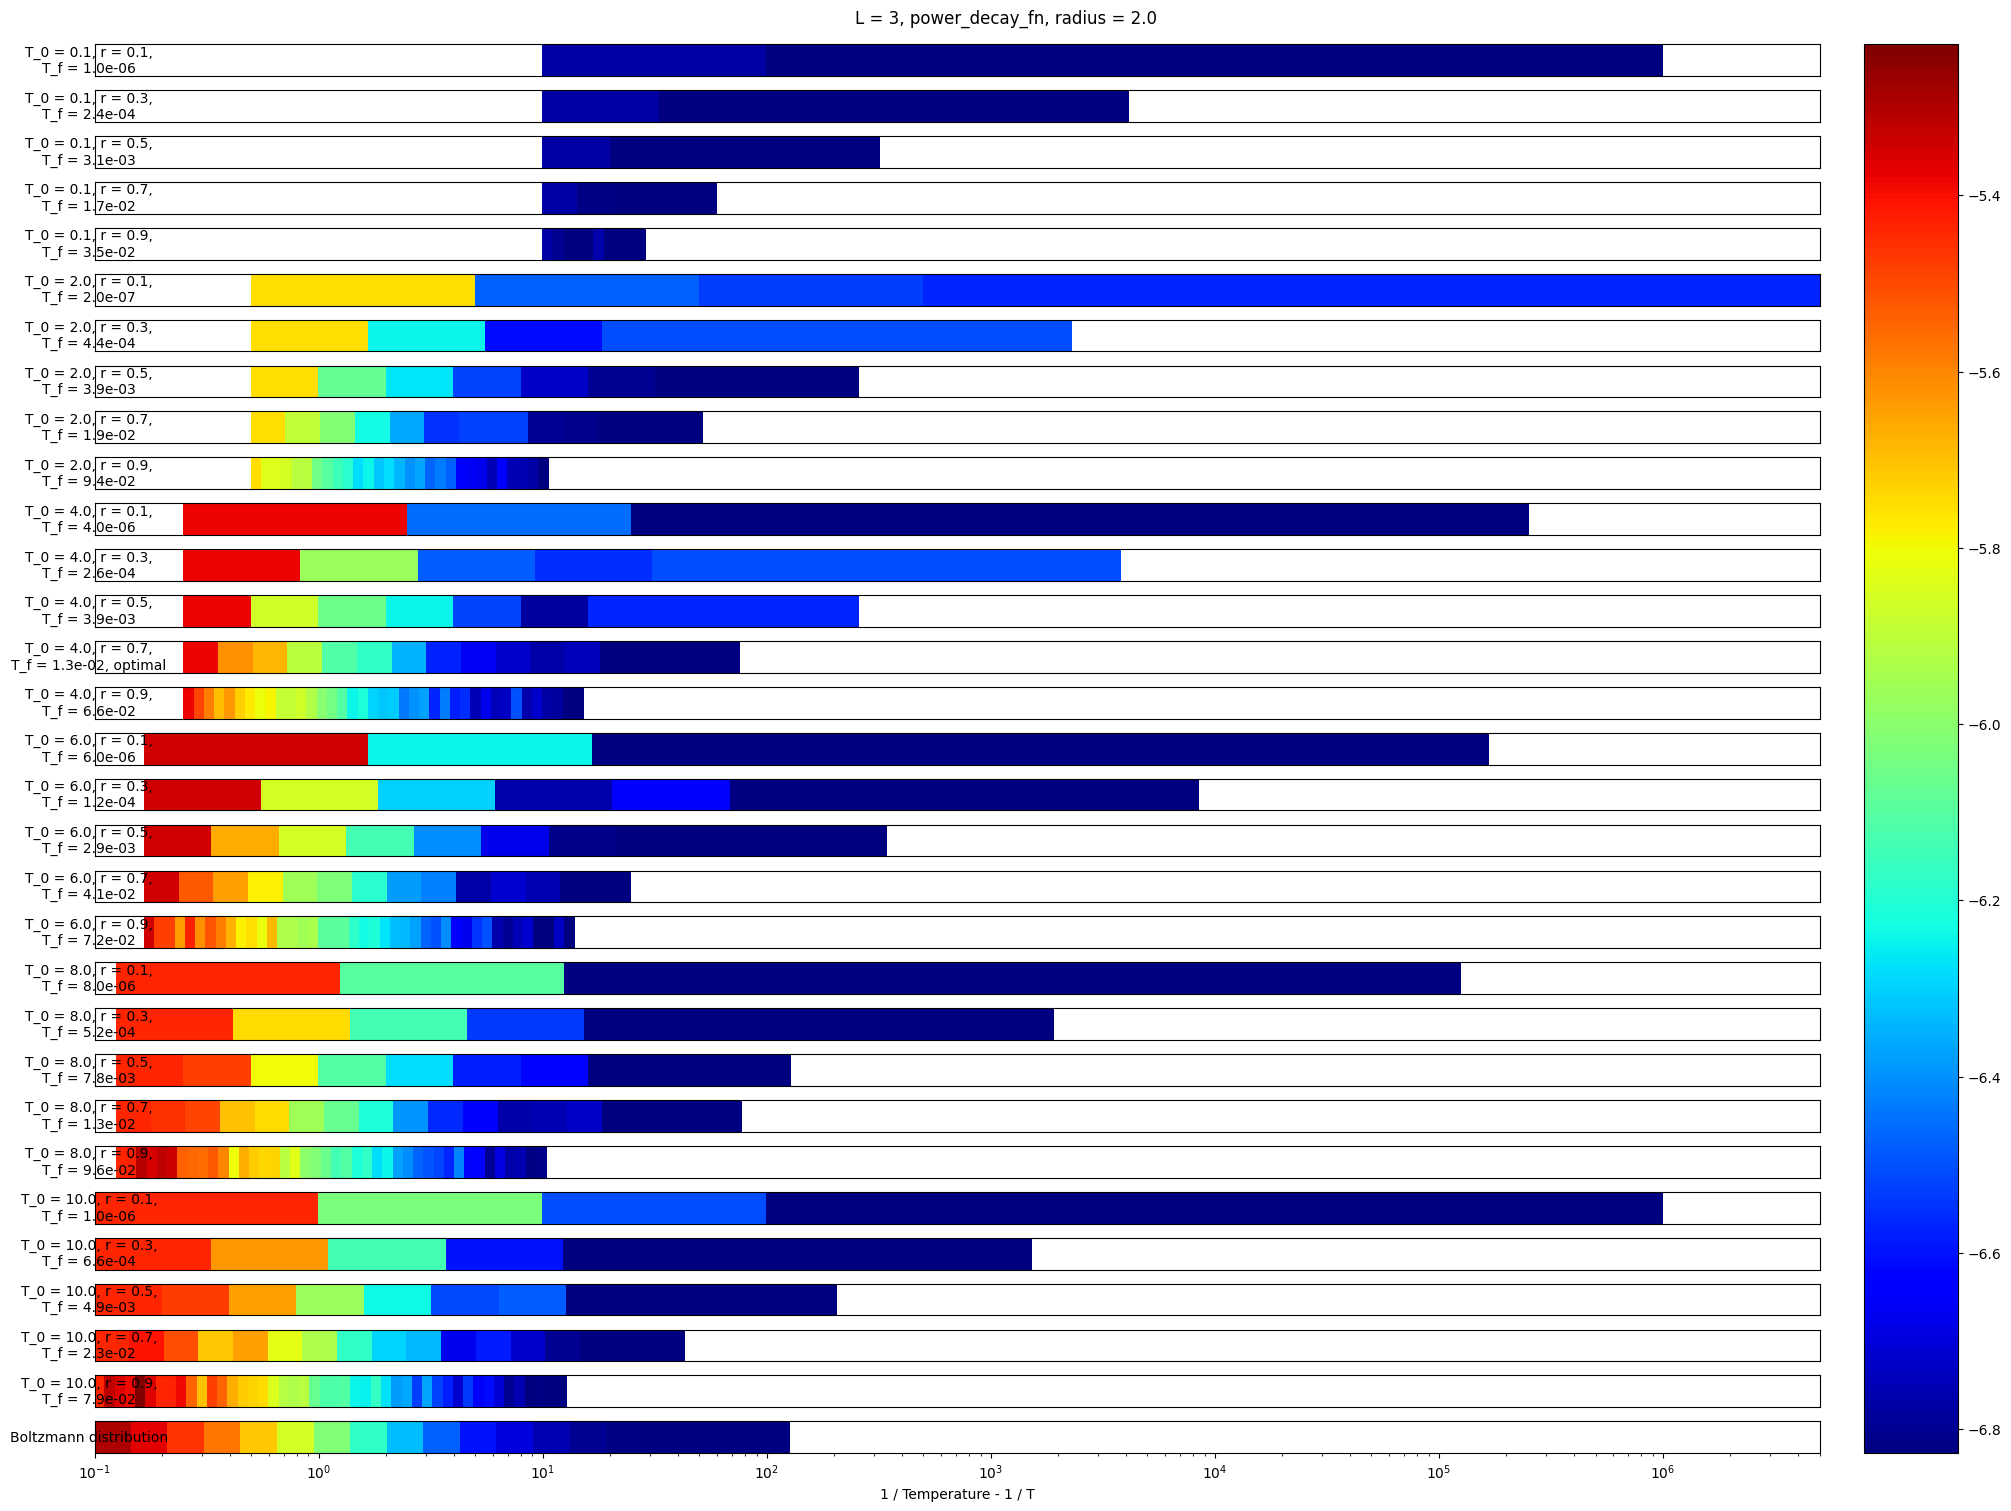 L = 3, power_decay_fn, radius = 2.0
T_0 = 0.1, r = 0.1,
T_f = 1.0e-06
T_0 = 0.1, r = 0.3,
T_f = 2.4e-04
T_0 = 0.1, r = 0.5,
T_f = 3.1e-03
T_0 = 0.1, r = 0.7,
T_f = 1.7e-02
T_0 = 0.1, r = 0.9,
T_f = 3.5e-02
T_0 = 2.0, r = 0.1,
T_f = 2.0e-07
T_0 = 2.0, r = 0.3,
T_f = 4.4e-04
T_0 = 2.0, r = 0.5,
T_f = 3.9e-03
T_0 = 2.0, r = 0.7,
T_f = 1.9e-02
T_0 = 2.0, r = 0.9,
T_f = 9.4e-02
T_0 = 4.0, r = 0.1,
T_f = 4.0e-06
T_0 = 4.0, r = 0.3,
T_f = 2.6e-04
T_0 = 4.0, r = 0.5,
T_f = 3.9e-03
T_0 = 4.0, r = 0.7,
T_f = 1.3e-02, optimal
T_0 = 4.0, r = 0.9,
T_f = 6.6e-02
T_0 = 6.0, r = 0.1,
T_f = 6.0e-06
T_0 = 6.0, r = 0.3,
T_f = 1.2e-04
T_0 = 6.0, r = 0.5,
T_f = 2.9e-03
T_0 = 6.0, r = 0.7,
T_f = 4.1e-02
T_0 = 6.0, r = 0.9,
T_f = 7.2e-02
T_0 = 8.0, r = 0.1,
T_f = 8.0e-06
T_0 = 8.0, r = 0.3,
T_f = 5.2e-04
T_0 = 8.0, r = 0.5,
T_f = 7.8e-03
T_0 = 8.0, r = 0.7,
T_f = 1.3e-02
T_0 = 8.0, r = 0.9,
T_f = 9.6e-02
T_0 = 10.0, r = 0.1,
T_f = 1.0e-06
T_0 = 10.0, r = 0.3,
T_f = 6.6e-04
T_0 = 10.0, r = 0.5,
T_f = 4.9e-03
T_0 = 10.0, r = 0.7,
T_f = 2.3e-02
T_0 = 10.0, r = 0.9,
T_f = 7.9e-02
Boltzmann distribution
10⁻¹ 10⁰ 10¹ 10² 10³ 10⁴ 10⁵ 10⁶
1 / Temperature - 1 / T
−5.4
−5.6
−5.8
−6.0
−6.2
−6.4
−6.6
−6.8